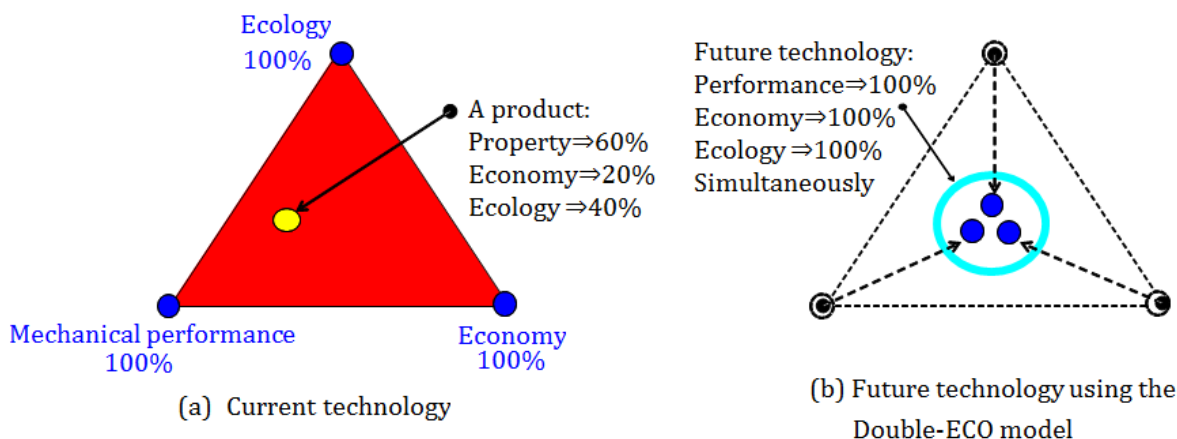 Ecology
100%
A product:
Property⇒60%
Economy⇒20%
Ecology ⇒40%
Mechanical performance
100%
Economy
100%
(a) Current technology
Future technology:
Performance⇒100%
Economy⇒100%
Ecology ⇒100%
Simultaneously
(b) Future technology using the
Double-ECO model